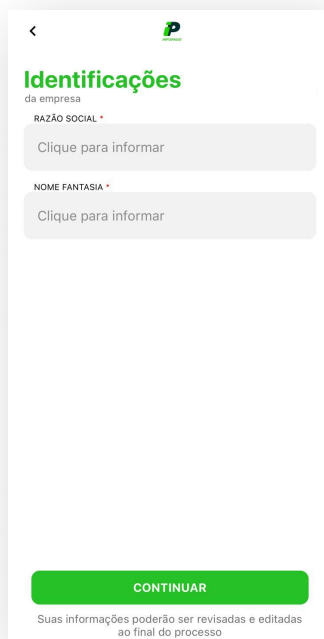 Identificações
da empresa
RAZÃO SOCIAL *
Clique para informar
NOME FANTASIA *
Clique para informar
CONTINUAR
Suas informações poderão ser revisadas e editadas
ao final do processo